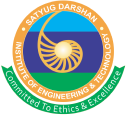 SATYUG DARSHAN
INSTITUTE OF ENGINEERING & TECHNOLOGY
Committed To Ethics & Excellence